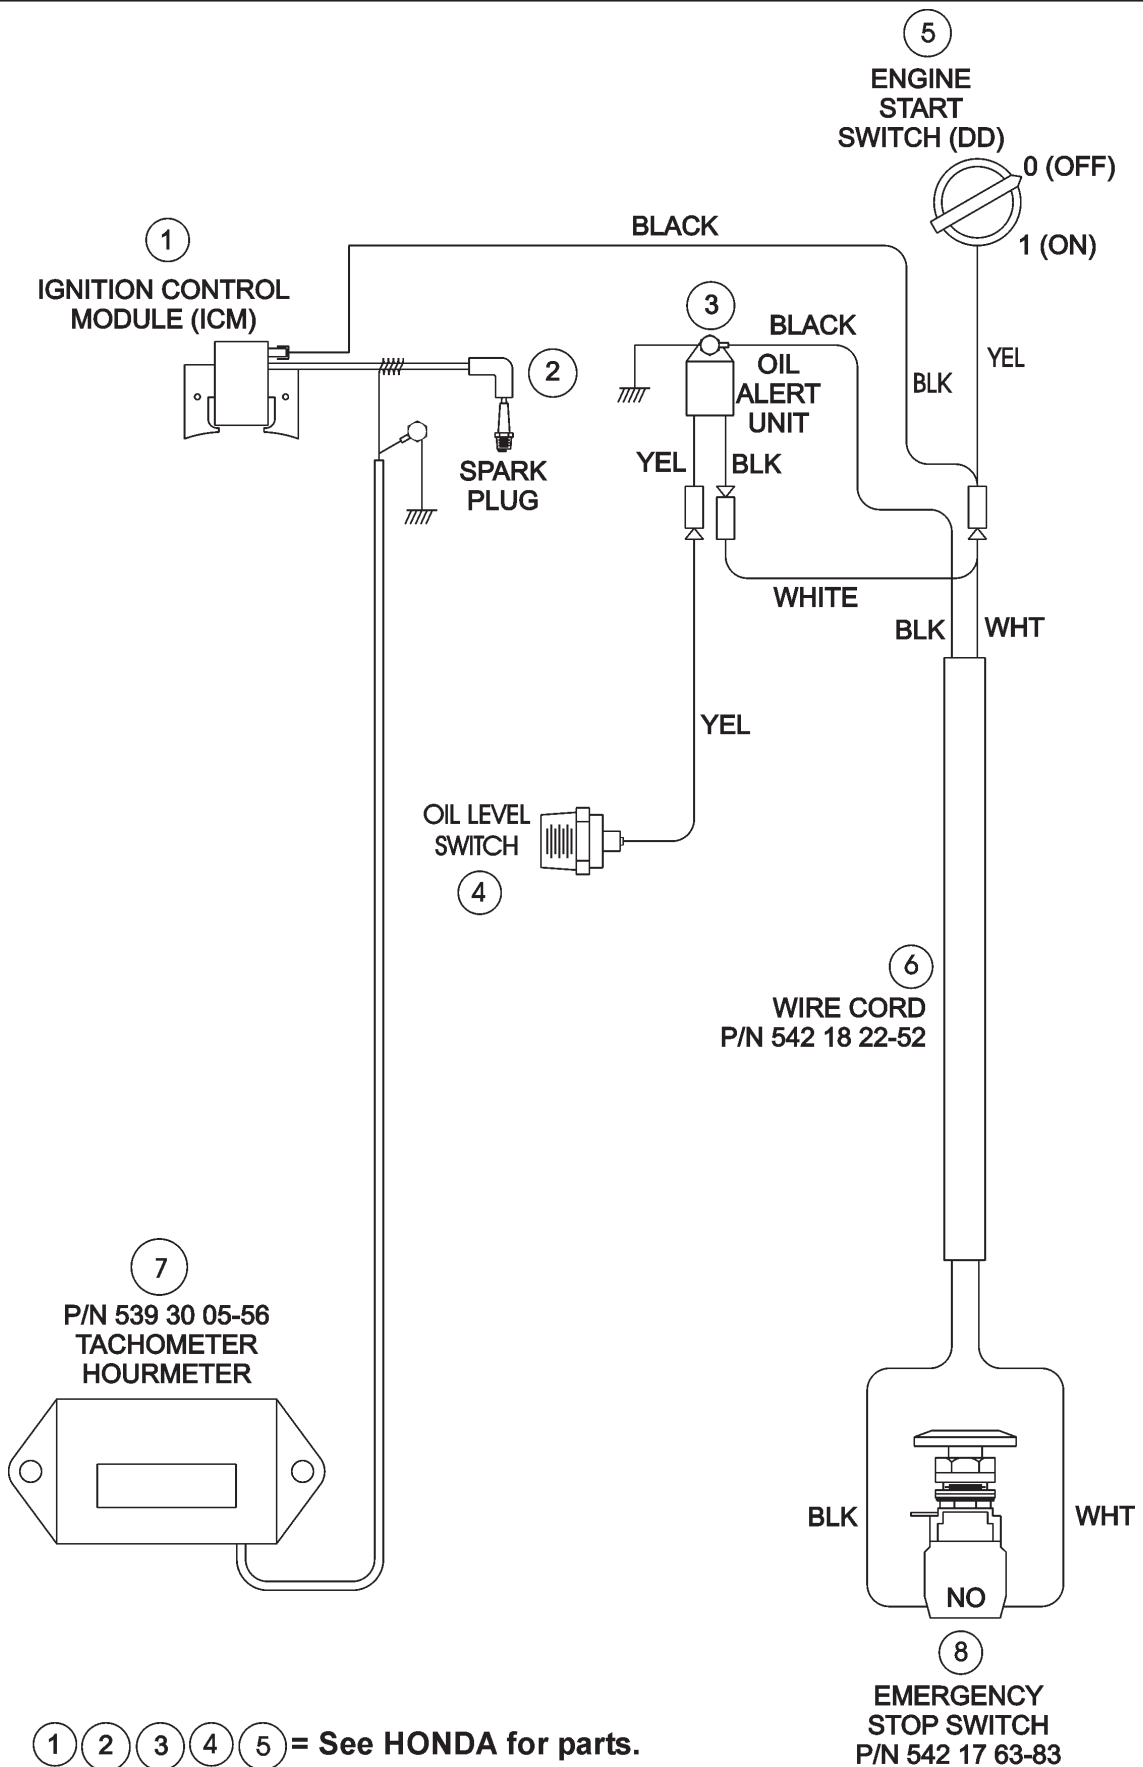 5
ENGINE
START
SWITCH (DD)
0 (OFF)
1 (ON)
BLACK
1
IGNITION CONTROL
MODULE (ICM)
3
BLACK
OIL
ALERT
UNIT
YEL
BLK
2
SPARK
PLUG
YEL
BLK
WHITE
BLK
WHT
YEL
OIL LEVEL
SWITCH
4
6
WIRE CORD
P/N 542 18 22-52
7
P/N 539 30 05-56
TACHOMETER
HOURMETER
BLK
WHT
NO
8
EMERGENCY
STOP SWITCH
P/N 542 17 63-83
1 2 3 4 5 = See HONDA for parts.